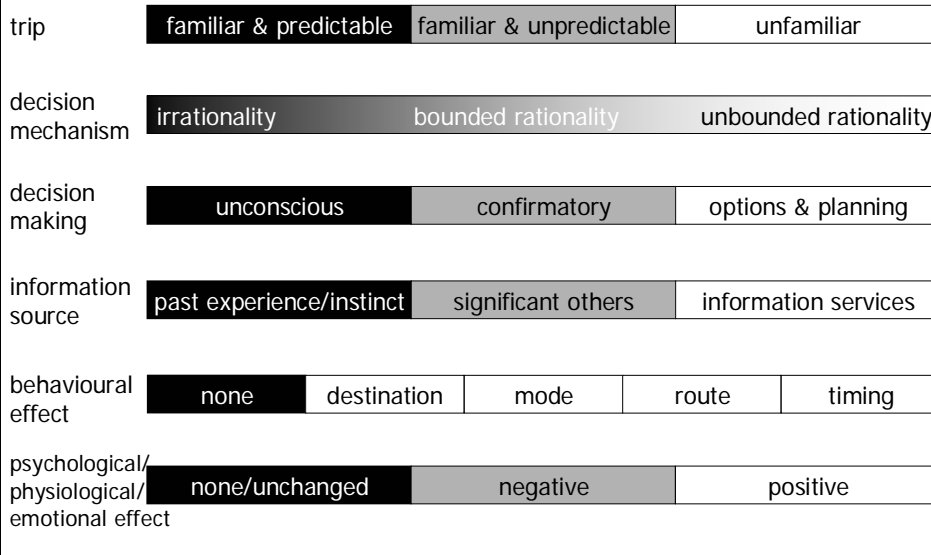 trip familiar & predictable familiar & unpredictable unfamiliar
decision
mechanism irrationality bounded rationality unbounded rationality
decision
making unconscious confirmatory options & planning
information
source past experience/instinct significant others information services
behavioural
effect none destination mode route timing
psychological/
physiological/ none/unchanged negative positive
emotional effect